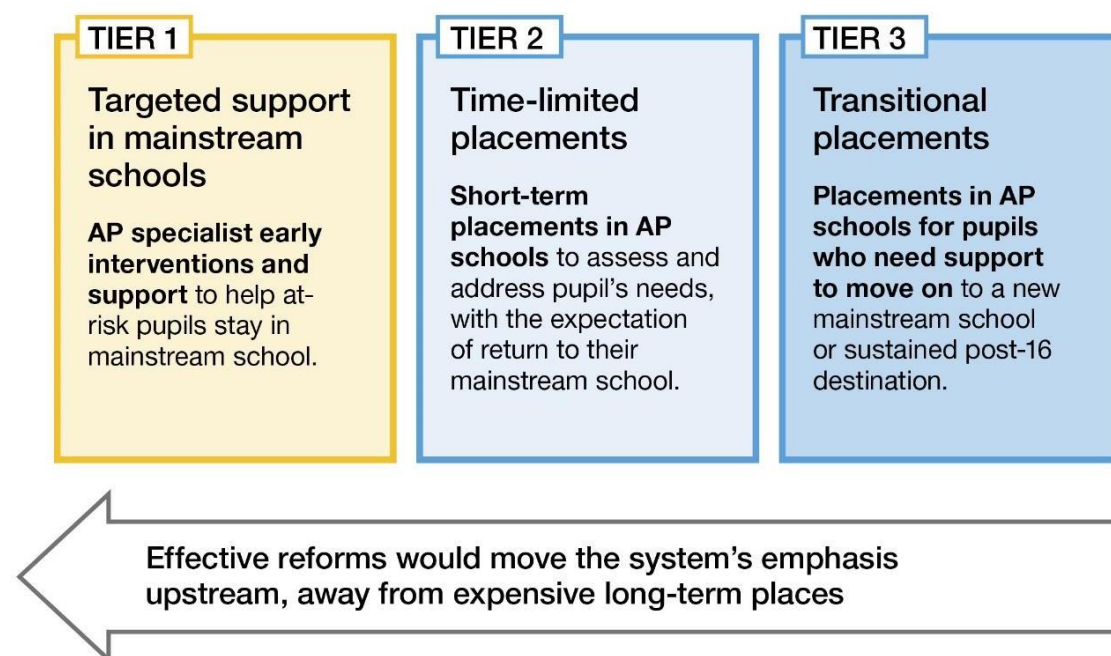 TIER 1
Targeted support
in mainstream
schools
AP specialist early
interventions and
support to help at-
risk pupils stay in
mainstream school.
TIER 2
Time-limited
placements
Short-term
placements in AP
schools to assess and
address pupil’s needs,
with the expectation
of return to their
mainstream school.
TIER 3
Transitional
placements
Placements in AP
schools for pupils
who need support
to move on to a new
mainstream school
or sustained post-16
destination.
Effective reforms would move the system’s emphasis
upstream, away from expensive long-term places